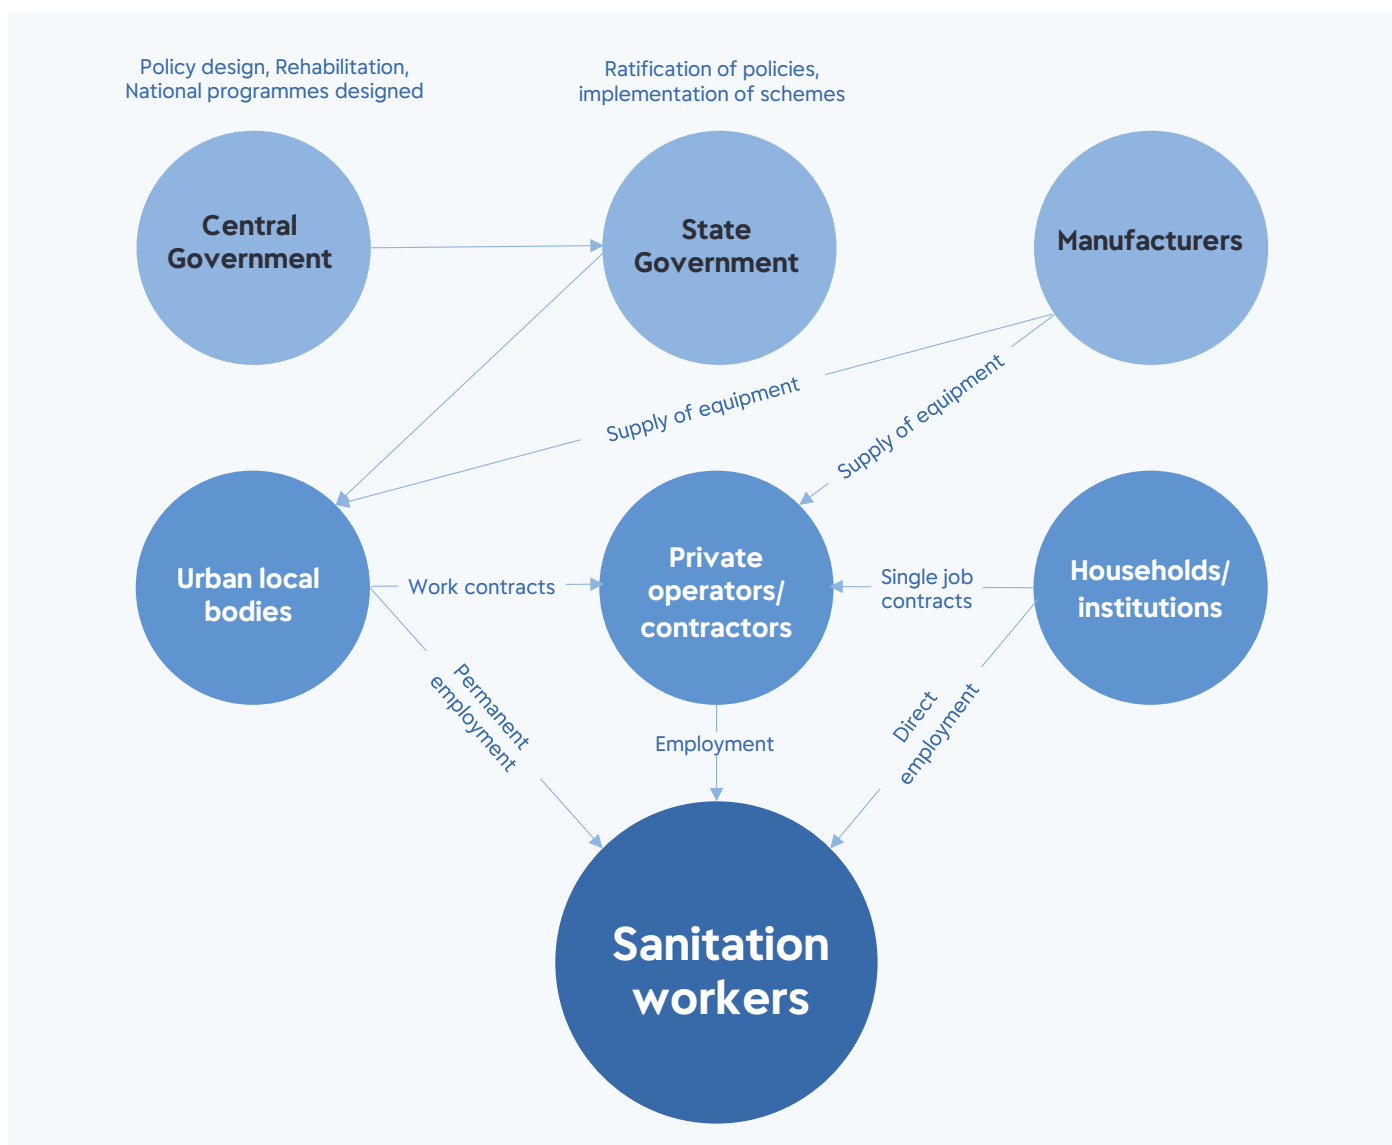 Policy design, Rehabilitation,
National programmes designed
Ratification of policies,
implementation of schemes
Central
Government
State
Government
Manufacturers
Supply of equipment
Supply of equipment
Urban local
bodies
Work contracts
Private
operators/
contractors
Single job
contracts
Households/
institutions
Permanent
employment
Employment
Direct
employment
Sanitation
workers